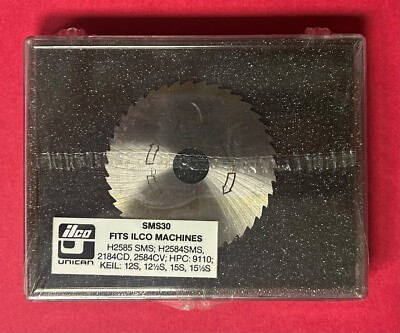 ilco
UNICAN
SMS30
FITS ILCO MACHINES
H2585 SMS; H2584SMS,
2184CD, 2584CV; HPC: 9110;
KEIL: 12S, 12½S, 15S, 15½S